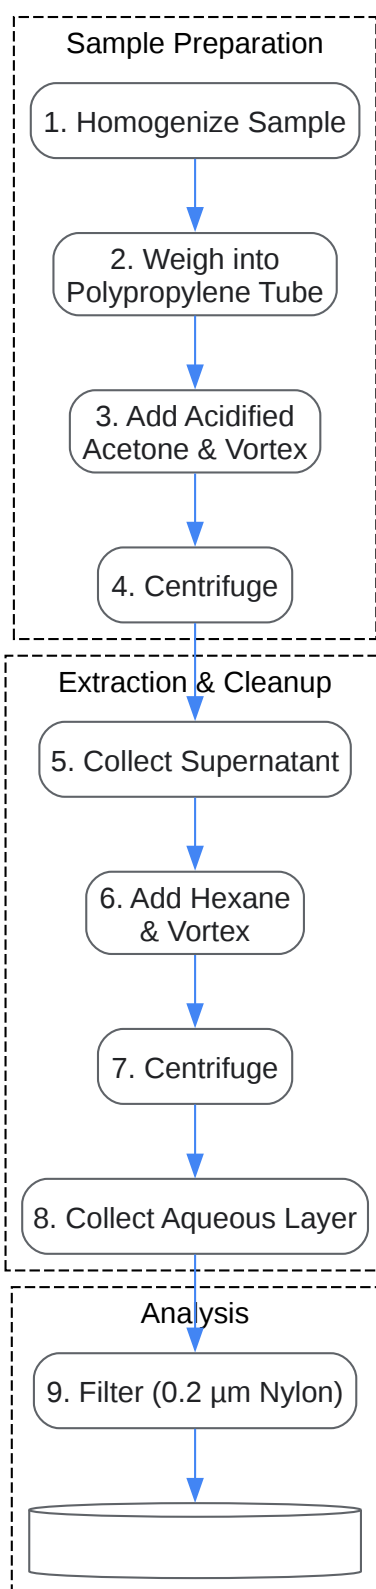 Sample Preparation
1. Homogenize Sample
2. Weigh into
Polypropylene Tube
3. Add Acidified
Acetone & Vortex
4. Centrifuge
Extraction & Cleanup
5. Collect Supernatant
6. Add Hexane
& Vortex
7. Centrifuge
8. Collect Aqueous Layer
Analysis
9. Filter (0.2 µm Nylon)